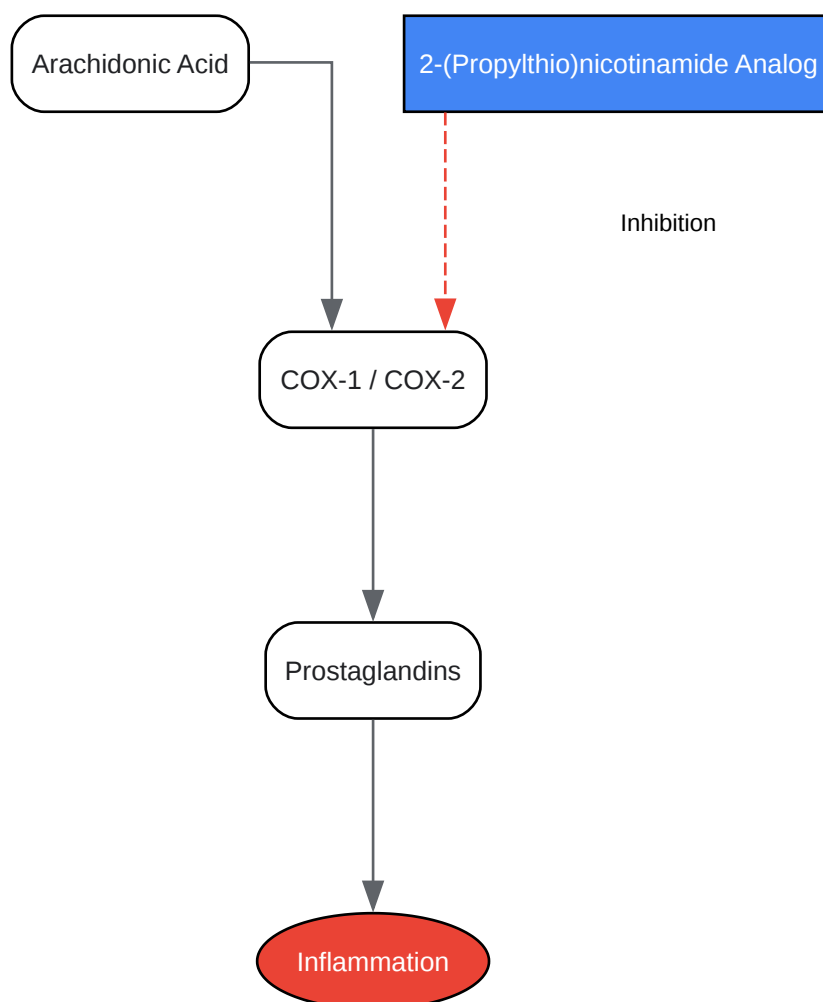 Arachidonic Acid
2-(Propylthio)nicotinamide Analog
Inhibition
COX-1 / COX-2
Prostaglandins
Inflammation